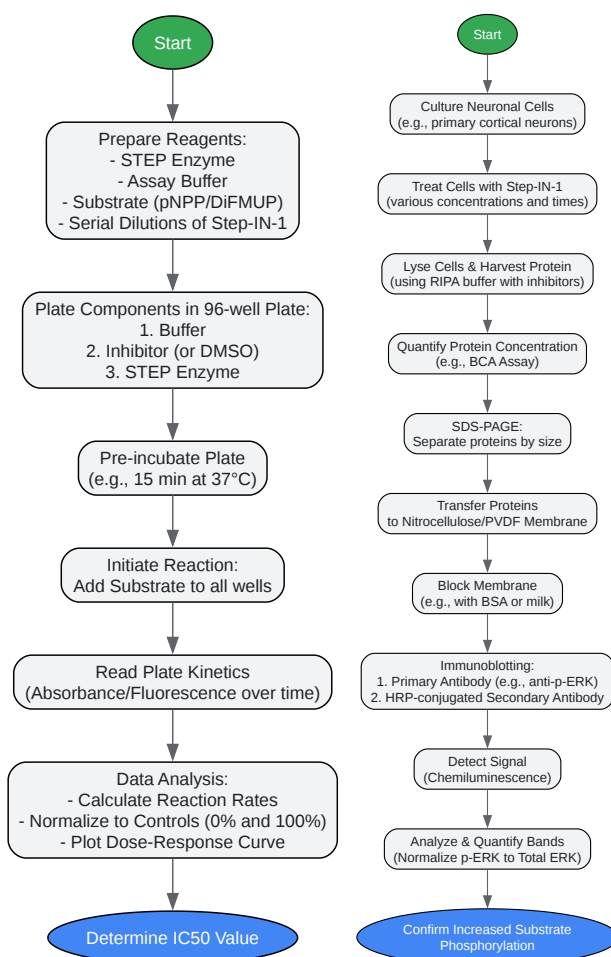 Start
Prepare Reagents:
- STEP Enzyme
- Assay Buffer
- Substrate (pNPP/DiFMUP)
- Serial Dilutions of Step-IN-1
Plate Components in 96-well Plate:
1. Buffer
2. Inhibitor (or DMSO)
3. STEP Enzyme
Pre-incubate Plate
(e.g., 15 min at 37°C)
Initiate Reaction:
Add Substrate to all wells
Read Plate Kinetics
(Absorbance/Fluorescence over time)
Data Analysis:
- Calculate Reaction Rates
- Normalize to Controls (0% and 100%)
- Plot Dose-Response Curve
Determine IC50 Value
Start
Culture Neuronal Cells
(e.g., primary cortical neurons)
Treat Cells with Step-IN-1
(various concentrations and times)
Lyse Cells & Harvest Protein
(using RIPA buffer with inhibitors)
Quantify Protein Concentration
(e.g., BCA Assay)
SDS-PAGE:
Separate proteins by size
Transfer Proteins
to Nitrocellulose/PVDF Membrane
Block Membrane
(e.g., with BSA or milk)
Immunoblotting:
1. Primary Antibody (e.g., anti-p-ERK)
2. HRP-conjugated Secondary Antibody
Detect Signal
(Chemiluminescence)
Analyze & Quantify Bands
(Normalize p-ERK to Total ERK)
Confirm Increased Substrate
Phosphorylation